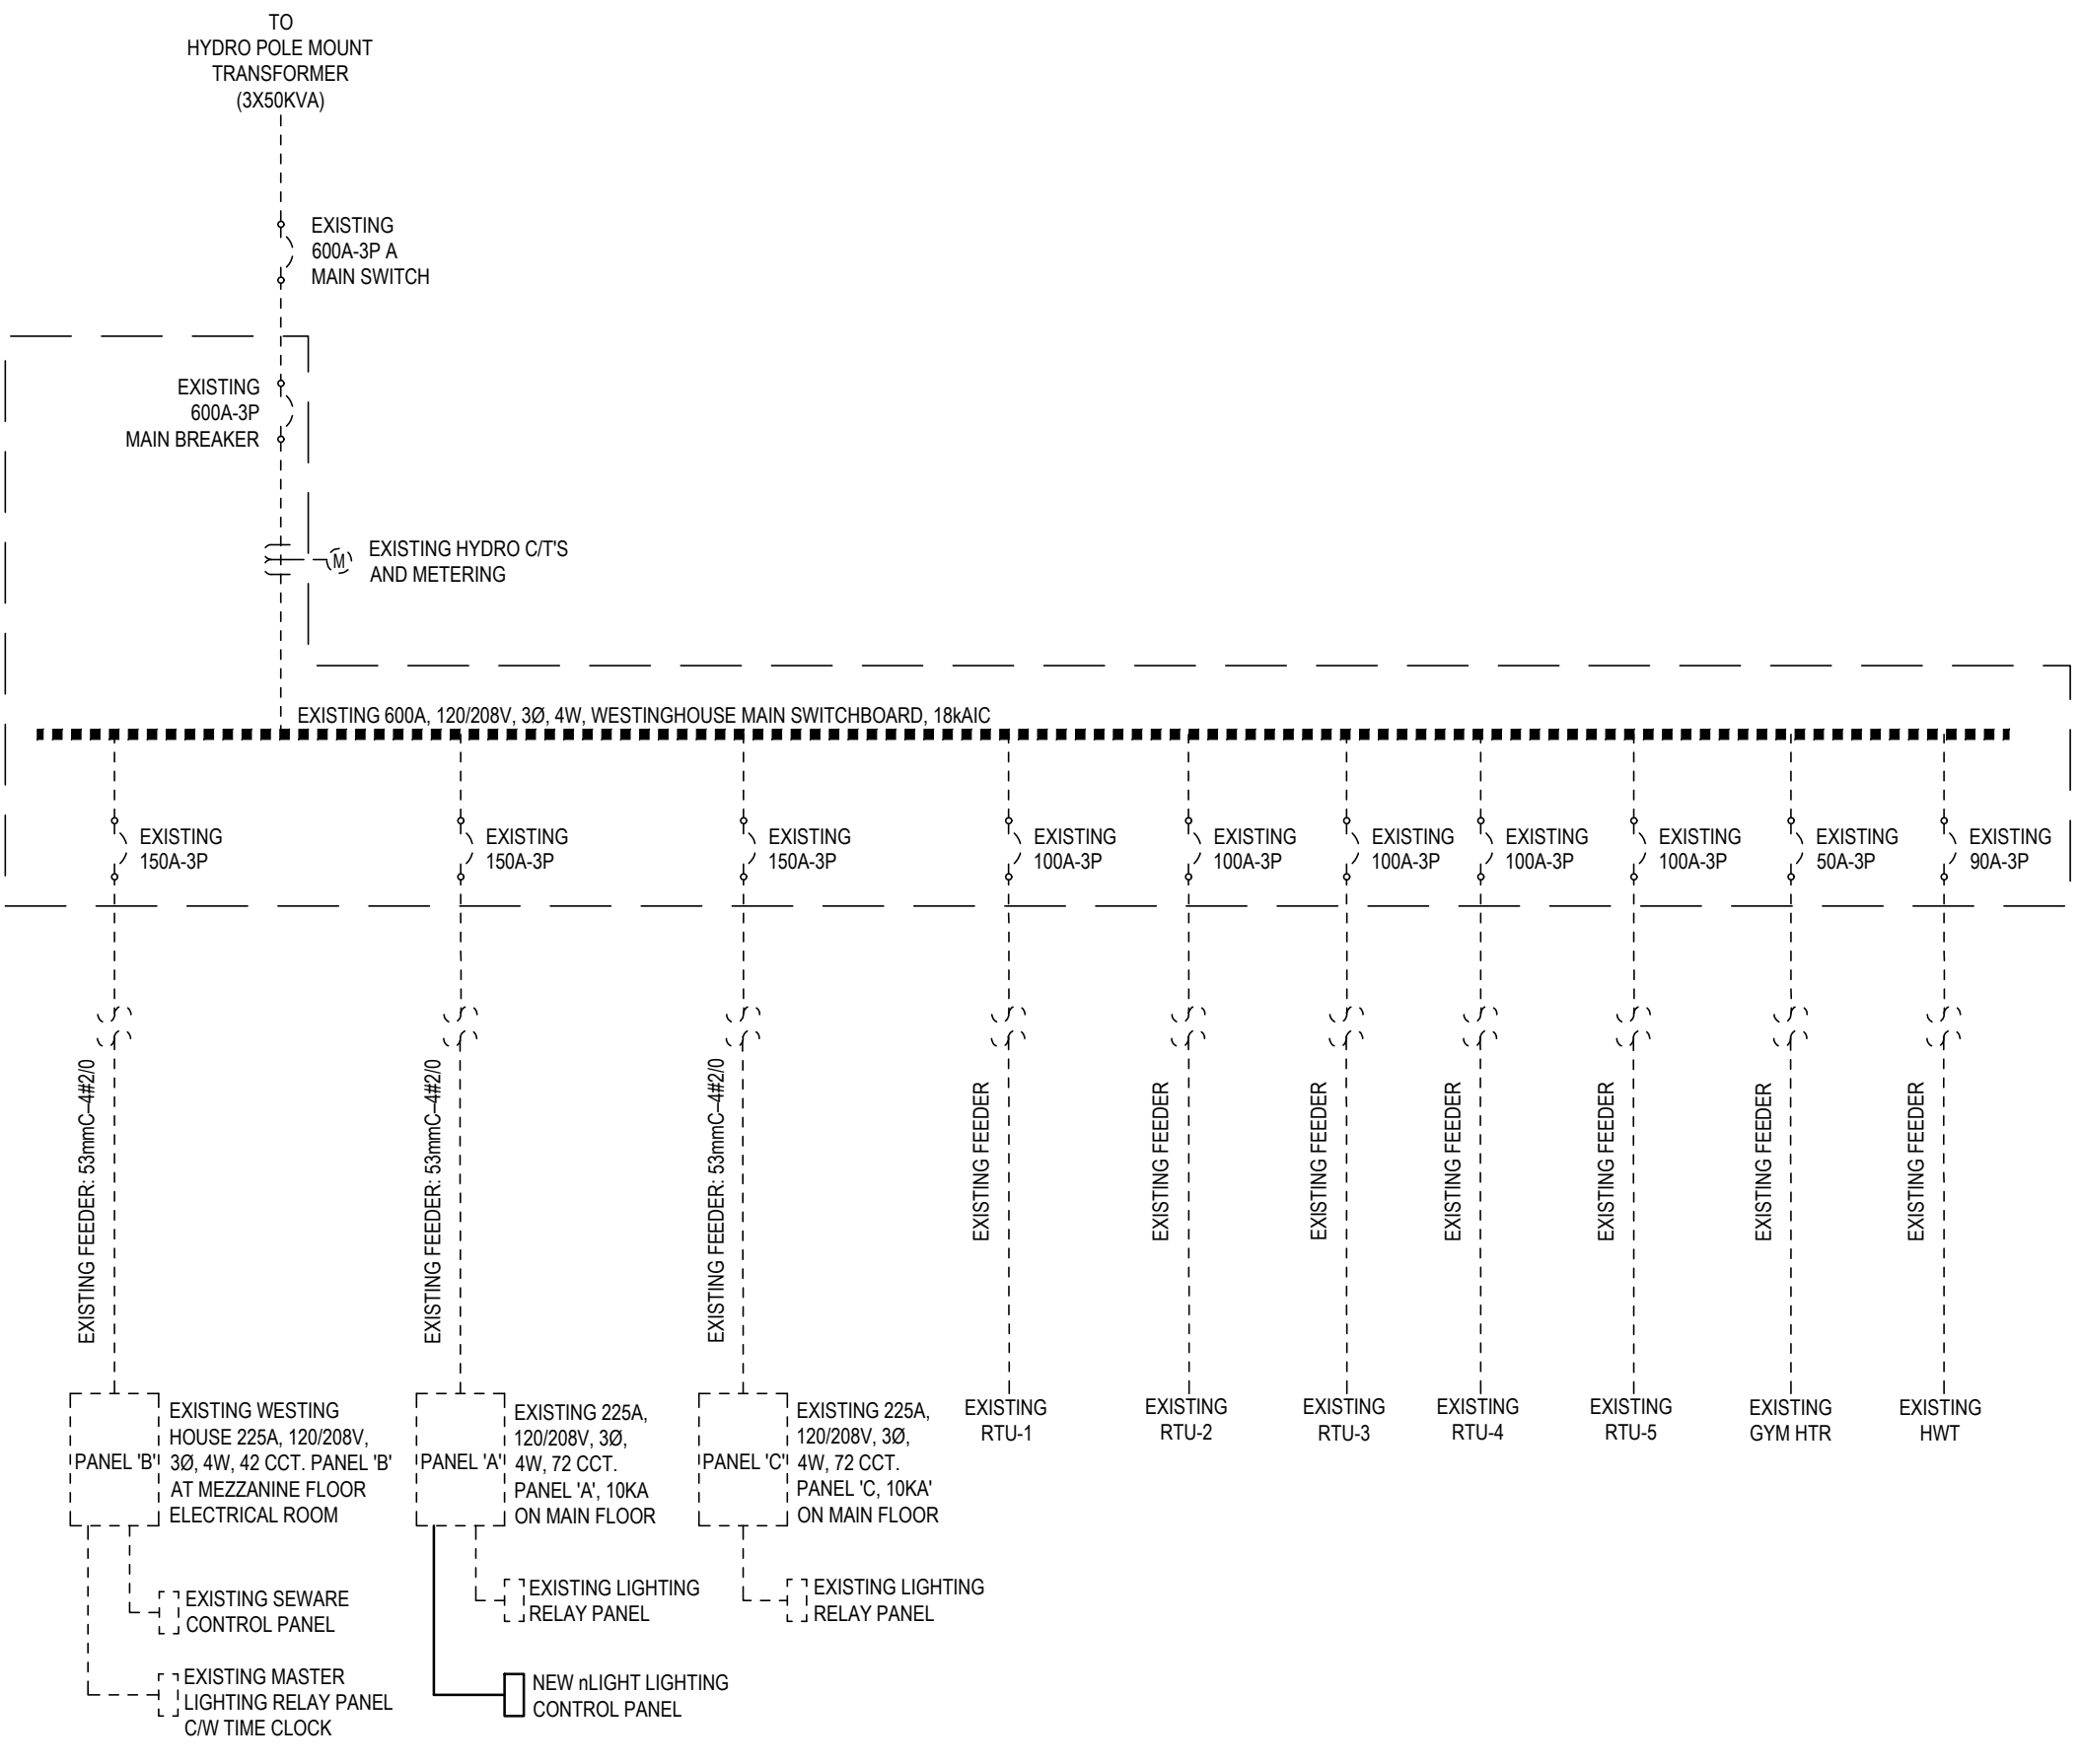 TO
HYDRO POLE MOUNT
TRANSFORMER
(3X50KVA)
EXISTING
600A-3P A
MAIN SWITCH
EXISTING
600A-3P
MAIN BREAKER
M
EXISTING HYDRO C/T'S
AND METERING
EXISTING 600A, 120/208V, 3Ø, 4W, WESTINGHOUSE MAIN SWITCHBOARD, 18kAIC
EXISTING
150A-3P
EXISTING
150A-3P
EXISTING
150A-3P
EXISTING
100A-3P
EXISTING
100A-3P
EXISTING
100A-3P
EXISTING
100A-3P
EXISTING
100A-3P
EXISTING
50A-3P
EXISTING
90A-3P
EXISTING FEEDER: 53mmC-4#2/0
EXISTING FEEDER: 53mmC-4#2/0
EXISTING FEEDER: 53mmC-4#2/0
EXISTING FEEDER
EXISTING FEEDER
EXISTING FEEDER
EXISTING FEEDER
EXISTING FEEDER
EXISTING FEEDER
EXISTING FEEDER
PANEL 'B'
EXISTING WESTING
HOUSE 225A, 120/208V,
3Ø, 4W, 42 CCT. PANEL 'B'
AT MEZZANINE FLOOR
ELECTRICAL ROOM
PANEL 'A'
EXISTING 225A,
120/208V, 3Ø,
4W, 72 CCT.
PANEL 'A', 10KA
ON MAIN FLOOR
PANEL 'C'
EXISTING 225A,
120/208V, 3Ø,
4W, 72 CCT.
PANEL 'C, 10KA'
ON MAIN FLOOR
EXISTING
RTU-1
EXISTING
RTU-2
EXISTING
RTU-3
EXISTING
RTU-4
EXISTING
RTU-5
EXISTING
GYM HTR
EXISTING
HWT
EXISTING SEWARE
CONTROL PANEL
EXISTING MASTER
LIGHTING RELAY PANEL
C/W TIME CLOCK
EXISTING LIGHTING
RELAY PANEL
NEW nLIGHT LIGHTING
CONTROL PANEL
EXISTING LIGHTING
RELAY PANEL